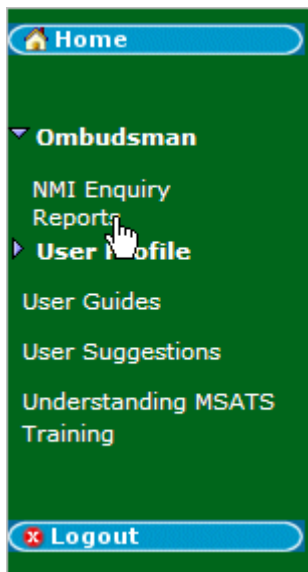 Home
Ombudsman
NMI Enquiry
Reports
User Profile
User Guides
User Suggestions
Understanding MSATS
Training
Logout